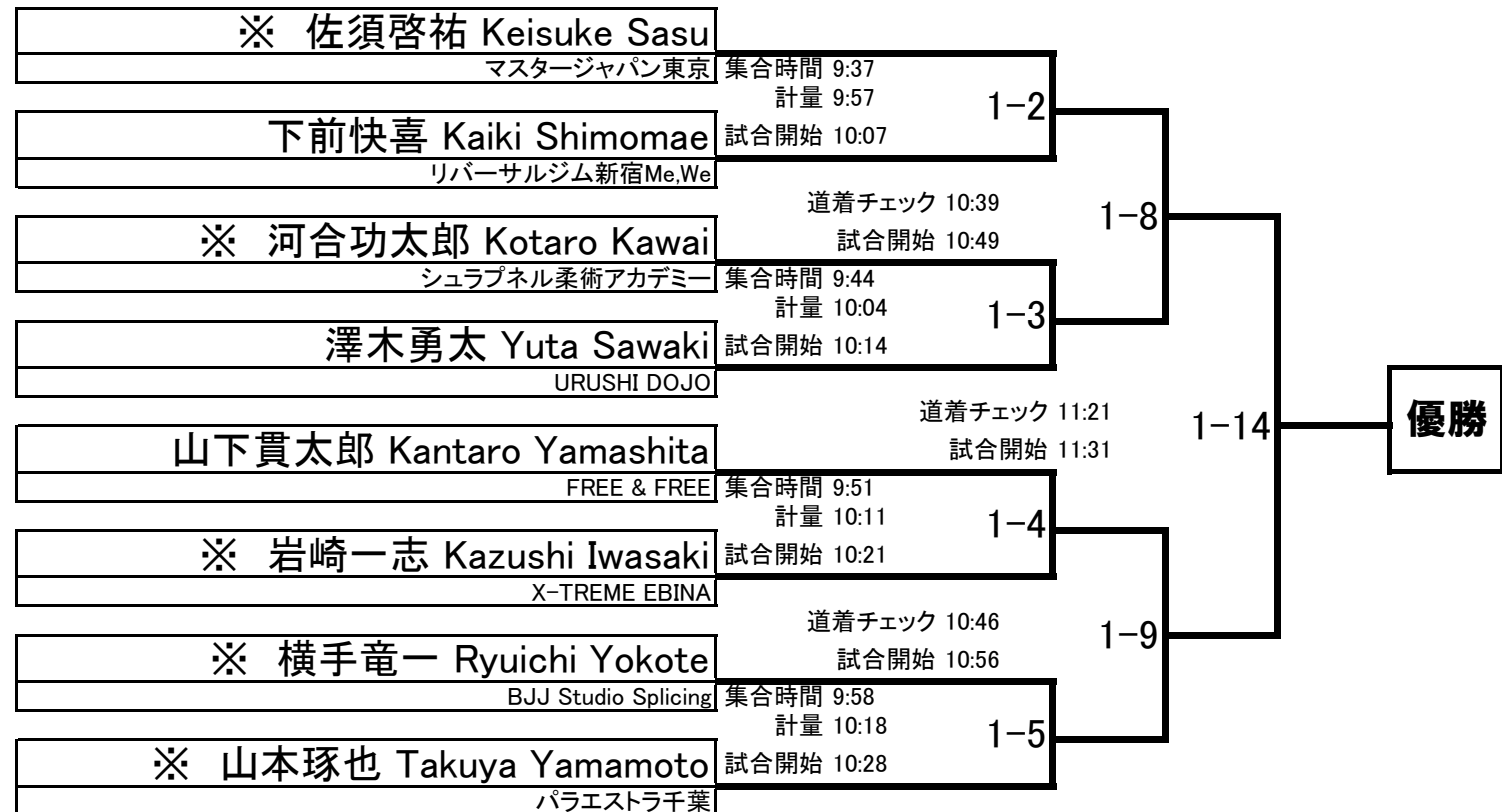 ※ 佐須啓祐 Keisuke Sasu
マスタージャパン東京
集合時間 9:37
計量 9:57
1-2
下前快喜 Kaiki Shimomae
試合開始 10:07
リバーサルジム新宿Me,We
道着チェック 10:39
1-8
試合開始 10:49
※ 河合功太郎 Kotaro Kawai
シュラプネル柔術アカデミー
集合時間 9:44
計量 10:04
1-3
澤木勇太 Yuta Sawaki
試合開始 10:14
URUSHI DOJO
道着チェック 11:21
1-14
優勝
試合開始 11:31
山下貫太郎 Kantaro Yamashita
FREE & FREE
集合時間 9:51
計量 10:11
1-4
※ 岩崎一志 Kazushi Iwasaki
試合開始 10:21
X-TREME EBINA
道着チェック 10:46
1-9
試合開始 10:56
※ 横手竜一 Ryuichi Yokote
BJJ Studio Splicing
集合時間 9:58
計量 10:18
1-5
※ 山本琢也 Takuya Yamamoto
試合開始 10:28
パラエストラ千葉